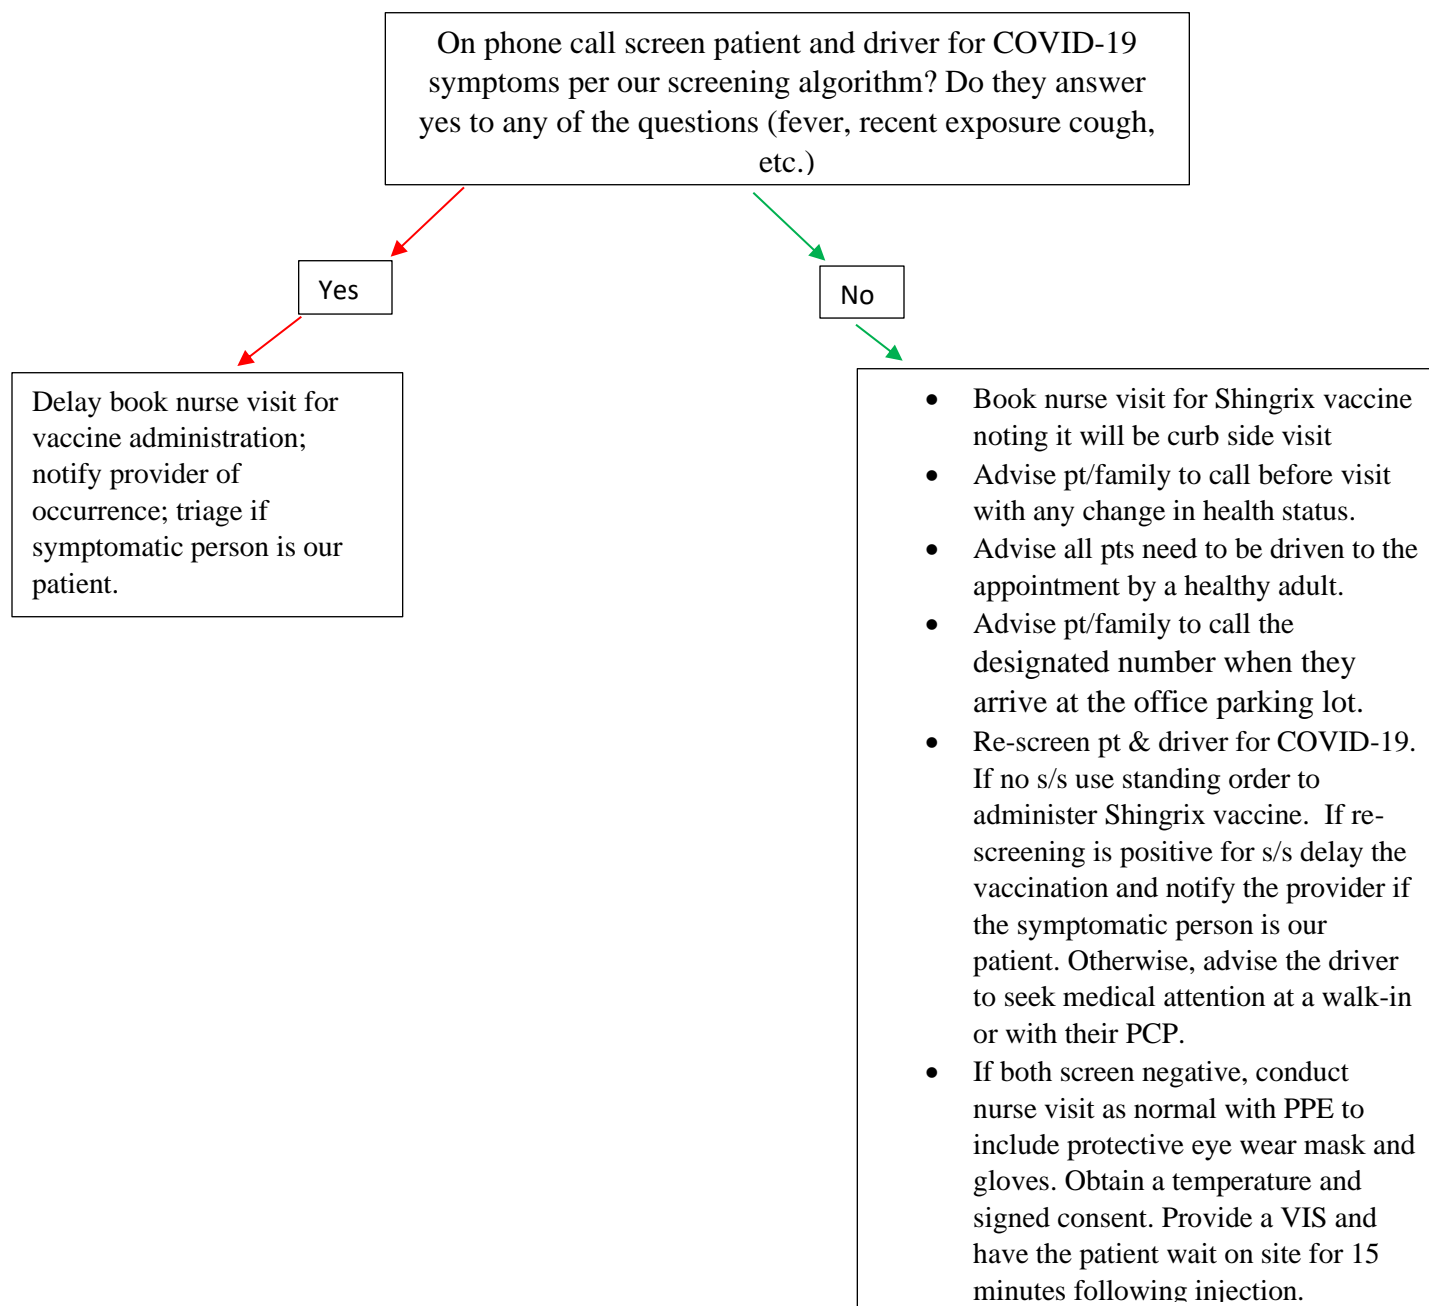 On phone call screen patient and driver for COVID-19
symptoms per our screening algorithm? Do they answer
yes to any of the questions (fever, recent exposure cough,
etc.)
Yes
No
Delay book nurse visit for
vaccine administration;
notify provider of
occurrence; triage if
symptomatic person is our
patient.
• Book nurse visit for Shingrix vaccine
noting it will be curb side visit
• Advise pt/family to call before visit
with any change in health status.
• Advise all pts need to be driven to the
appointment by a healthy adult.
• Advise pt/family to call the
designated number when they
arrive at the office parking lot.
• Re-screen pt & driver for COVID-19.
If no s/s use standing order to
administer Shingrix vaccine.  If re-
screening is positive for s/s delay the
vaccination and notify the provider if
the symptomatic person is our
patient. Otherwise, advise the driver
to seek medical attention at a walk-in
or with their PCP.
• If both screen negative, conduct
nurse visit as normal with PPE to
include protective eye wear mask and
gloves. Obtain a temperature and
signed consent. Provide a VIS and
have the patient wait on site for 15
minutes following injection.